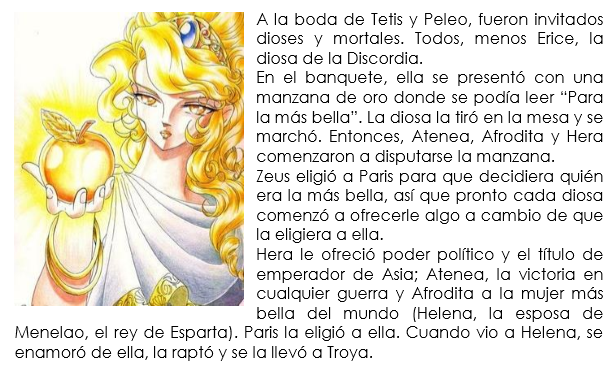 A la boda de Tetis y Peleo, fueron invitados
dioses y mortales. Todos, menos Erice, la
diosa de la Discordia.
En el banquete, ella se presentó con una
manzana de oro donde se podía leer “Para
la más bella”. La diosa la tiró en la mesa y se
marchó. Entonces, Atenea, Afrodita y Hera
comenzaron a disputarse la manzana.
Zeus eligió a Paris para que decidiera quién
era la más bella, así que pronto cada diosa
comenzó a ofrecerle algo a cambio de que
la eligiera a ella.
Hera le ofreció poder político y el título de
emperador de Asia; Atenea, la victoria en
cualquier guerra y Afrodita a la mujer más
bella del mundo (Helena, la esposa de
Menelao, el rey de Esparta). Paris la eligió a ella. Cuando vio a Helena, se
enamoró de ella, la raptó y se la llevó a Troya.